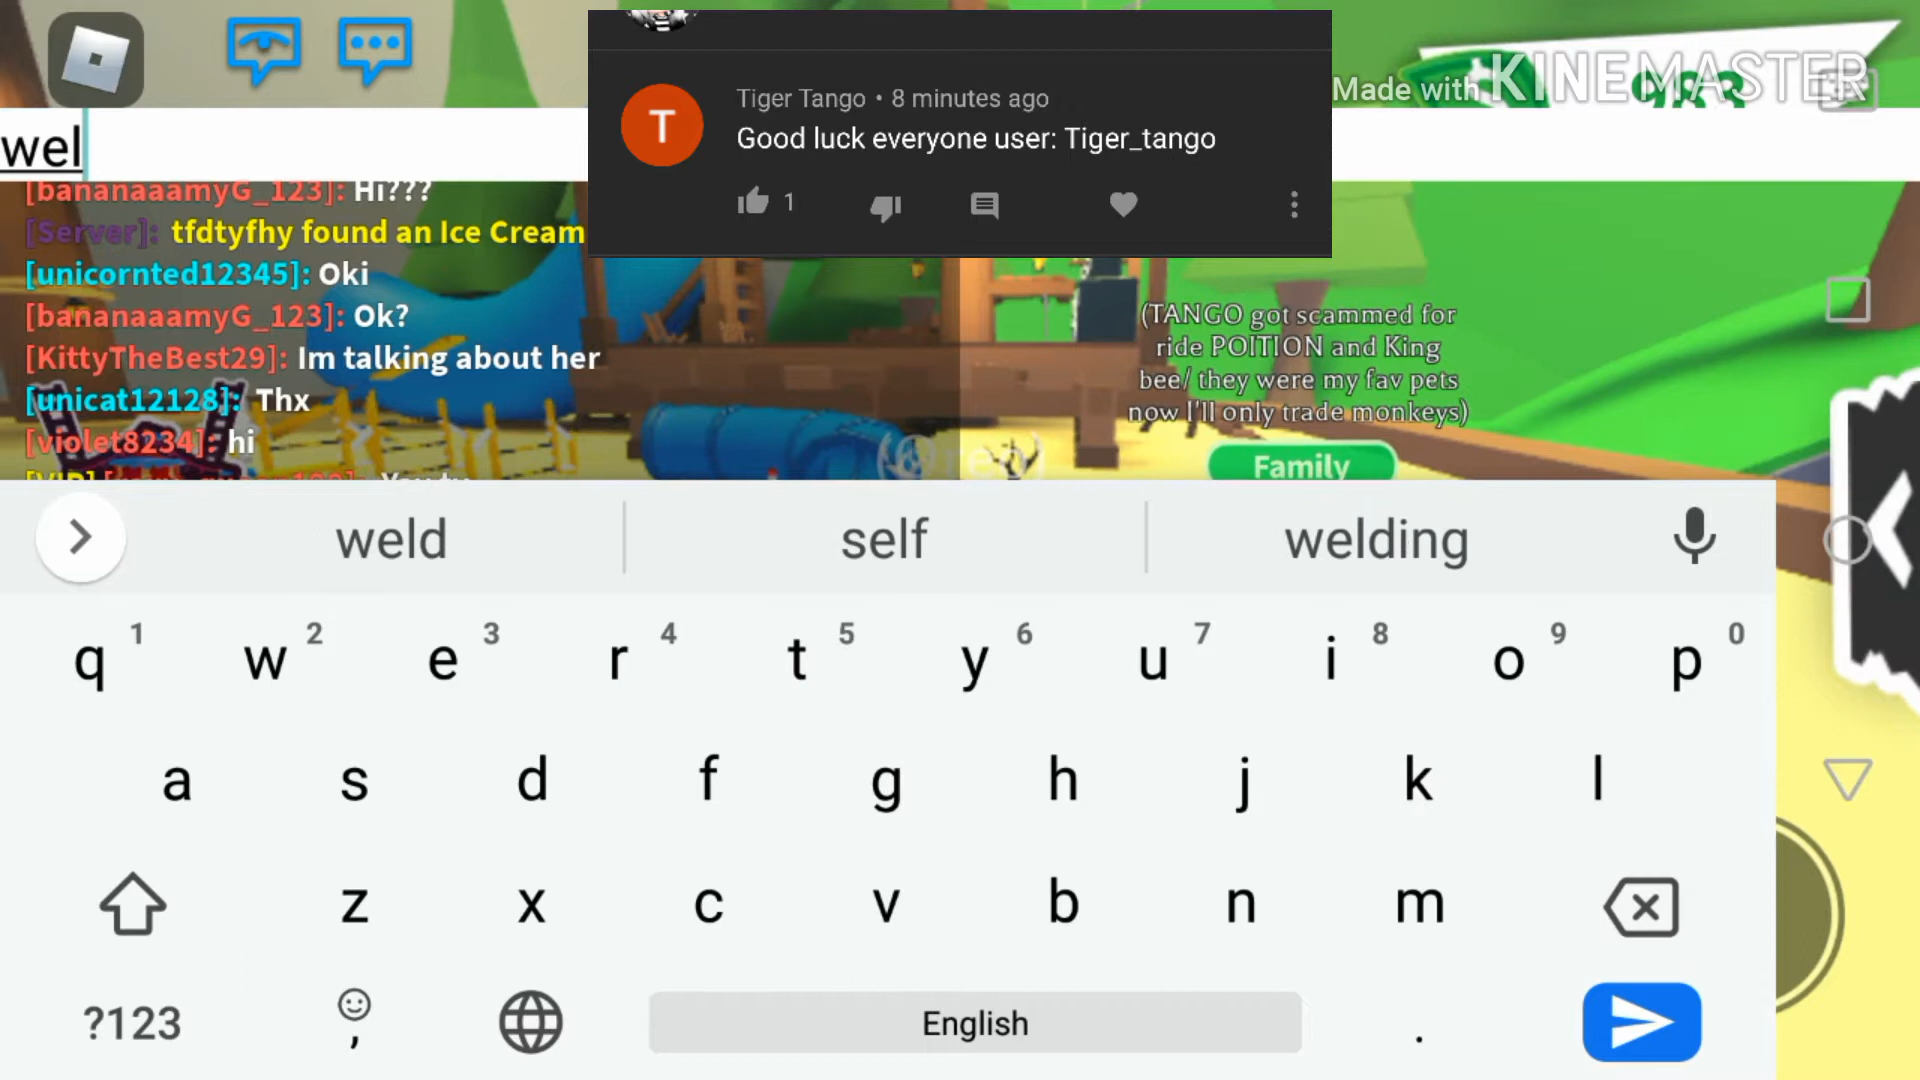 Tiger Tango • 8 minutes ago
Good luck everyone user: Tiger_tango
1
Made with KINEMASTER
983
wel
[bananaaamyG_123]: Hi???
[Server]: tfdtyfhy found an Ice Cream
[unicornted12345]: Oki
[bananaaamyG_123]: Ok?
[KittyTheBest29]: Im talking about her
[unicat12128]: Thx
[violet8234]: hi
(TANGO got scammed for
ride POITION and King
bee/ they were my fav pets
now I'll only trade monkeys)
Family
weld self welding
q 1 w 2 e 3 r 4 t 5 y 6 u 7 i 8 o 9 p 0
a s d f g h j k l
z x c v b n m
?123 , English .